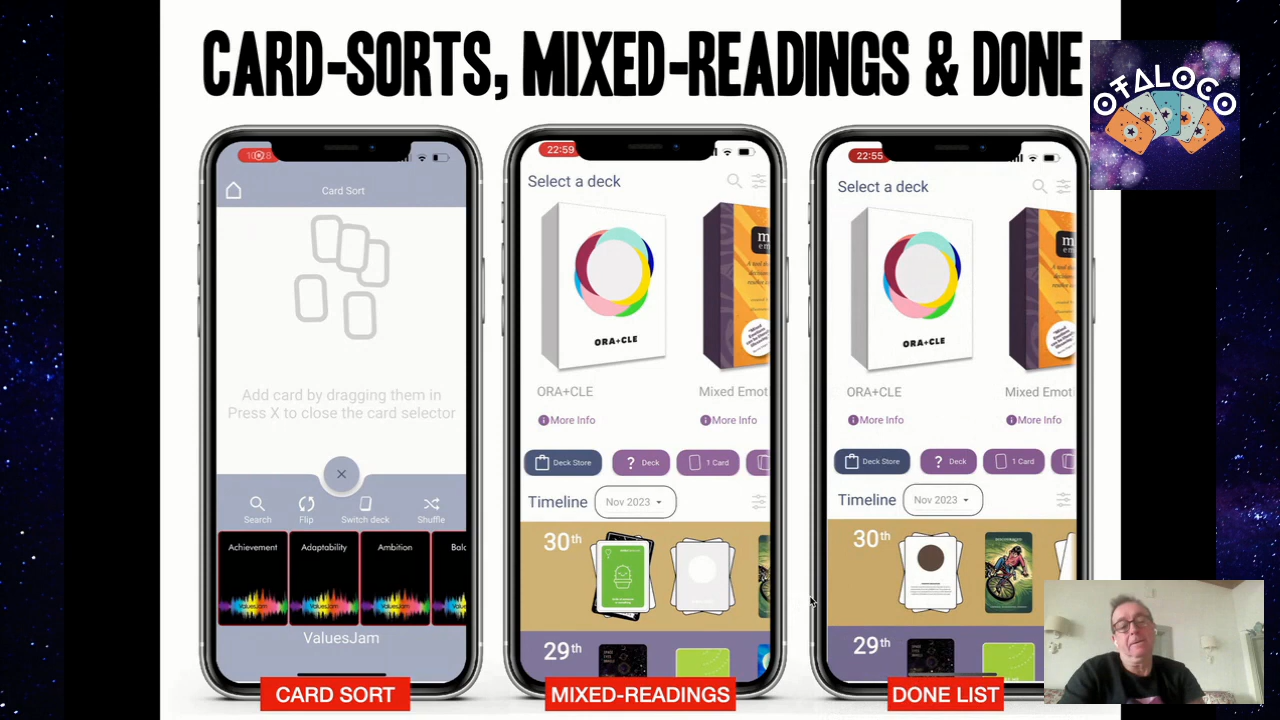 CARD-SORTS, MIXED-READINGS & DONE
OTALOCO
Card Sort
Add card by dragging them in
Press X to close the card selector
Search
Flip
Switch deck
Shuffle
Achievement
Adaptability
Ambition
Bala
ValuesJam
CARD SORT
22:59
Select a deck
ORA+CLE
ORA+CLE
Mixed Emot
More Info
More Info
Deck Store
? Deck
1 Card
Timeline
Nov 2023
30th
29th
MIXED-READINGS
22:55
Select a deck
ORA+CLE
ORA+CLE
Mixed Emot
More Info
More Info
Deck Store
? Deck
1 Card
Timeline
Nov 2023
30th
29th
DONE LIST